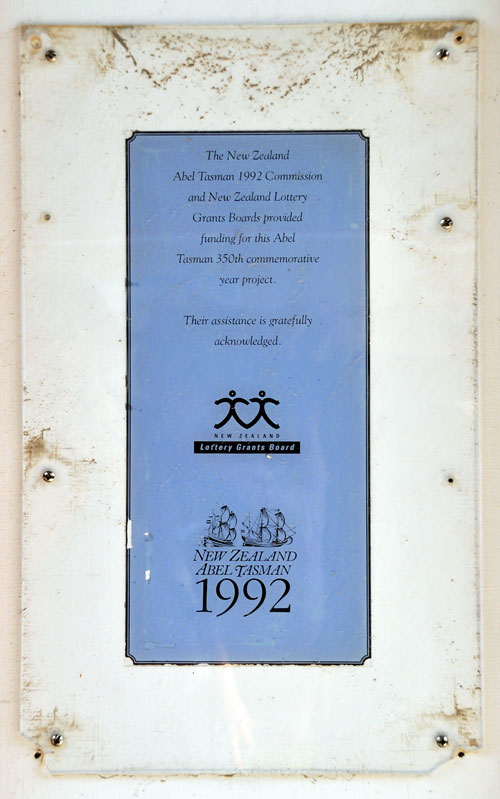 The New Zealand
Abel Tasman 1992 Commission
and New Zealand Lottery
Grants Boards provided
funding for this Abel
Tasman 350th commemorative
year project.
Their assistance is gratefully
acknowledged.
NEW ZEALAND
Lottery Grants Board
NEW ZEALAND
ABEL TASMAN
1992